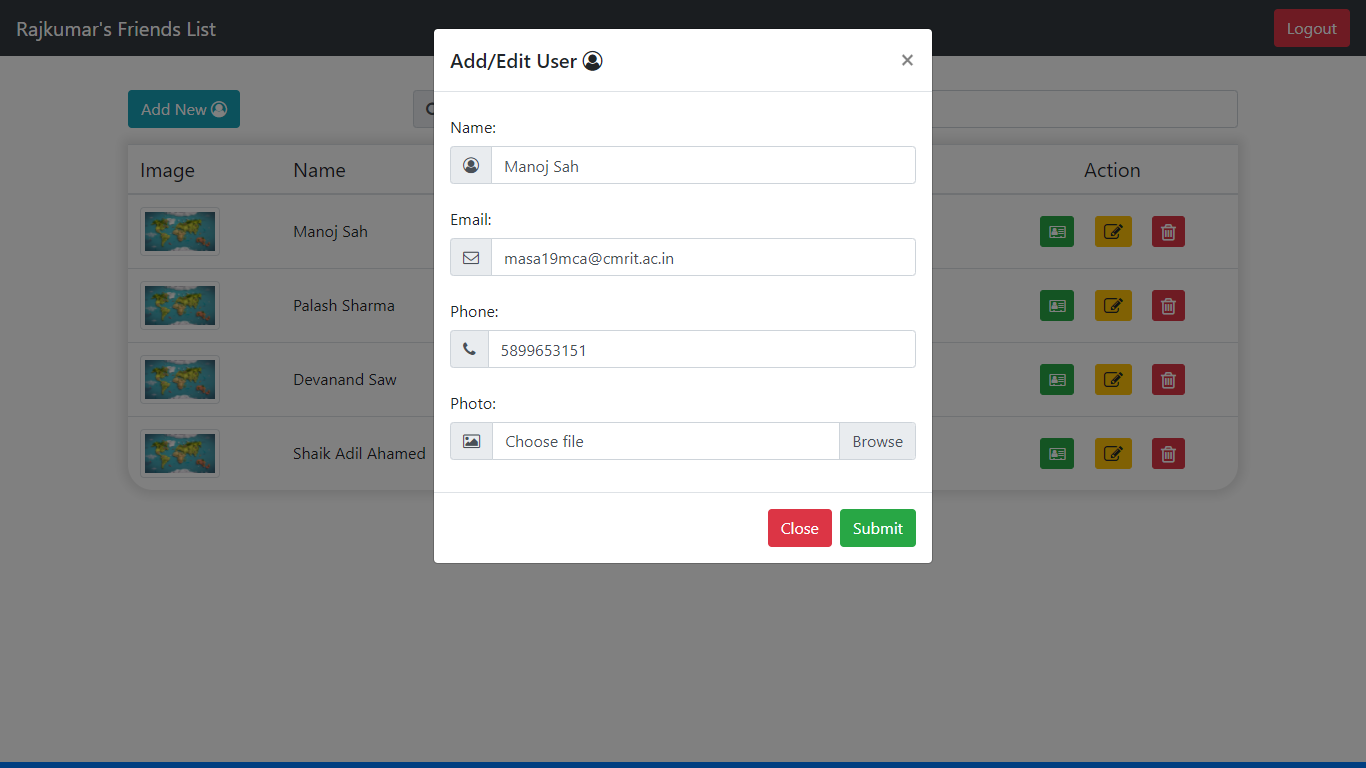 Rajkumar's Friends List
Logout
Add/Edit User
×
Add New
Name:
Manoj Sah
Email:
masa19mca@cmrit.ac.in
Phone:
5899653151
Photo:
Choose file Browse
Close Submit
Image Name Action
Manoj Sah
Palash Sharma
Devanand Saw
Shaik Adil Ahamed